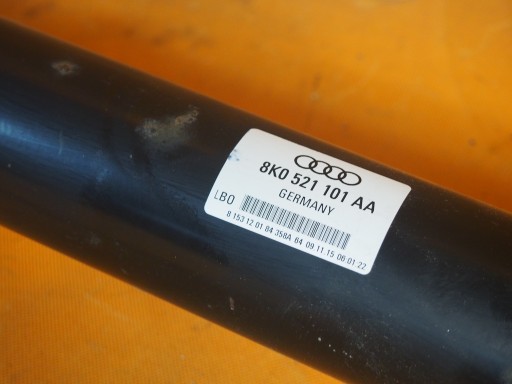 8K0 521 101 AA
GERMANY
LBO
8 153 12 01 84 358A 64 09.11.15 06:01:22